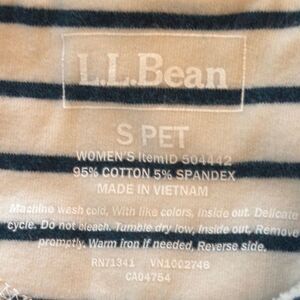 L.L.Bean
S PET
WOMEN'S ItemID 504442
95% COTTON 5% SPANDEX
MADE IN VIETNAM
Machine wash cold, With like colors, inside out. Delicate
cycle. Do not bleach. Tumble dry low, Inside out, Remove
promptly. Warm iron if needed, Reverse side.
RN71341 VN1002746
CA04754